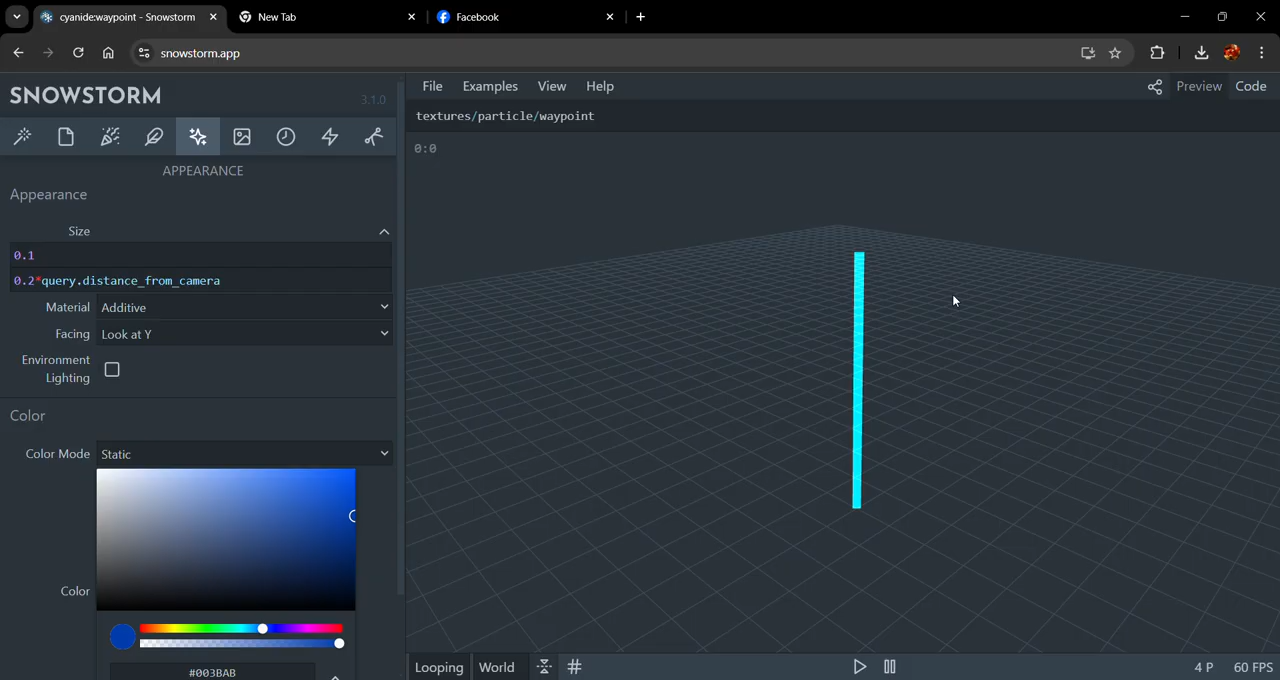 cyanide:waypoint - Snowstorm
New Tab
Facebook
snowstorm.app
SNOWSTORM
3.1.0
File Examples View Help
Preview Code
textures/particle/waypoint
0:0
APPEARANCE
Appearance
Size
0.1
0.2*query.distance_from_camera
Material Additive
Facing Look at Y
Environment
Lighting
Color
Color Mode Static
Color
#003BAB
Looping World
4 P 60 FPS